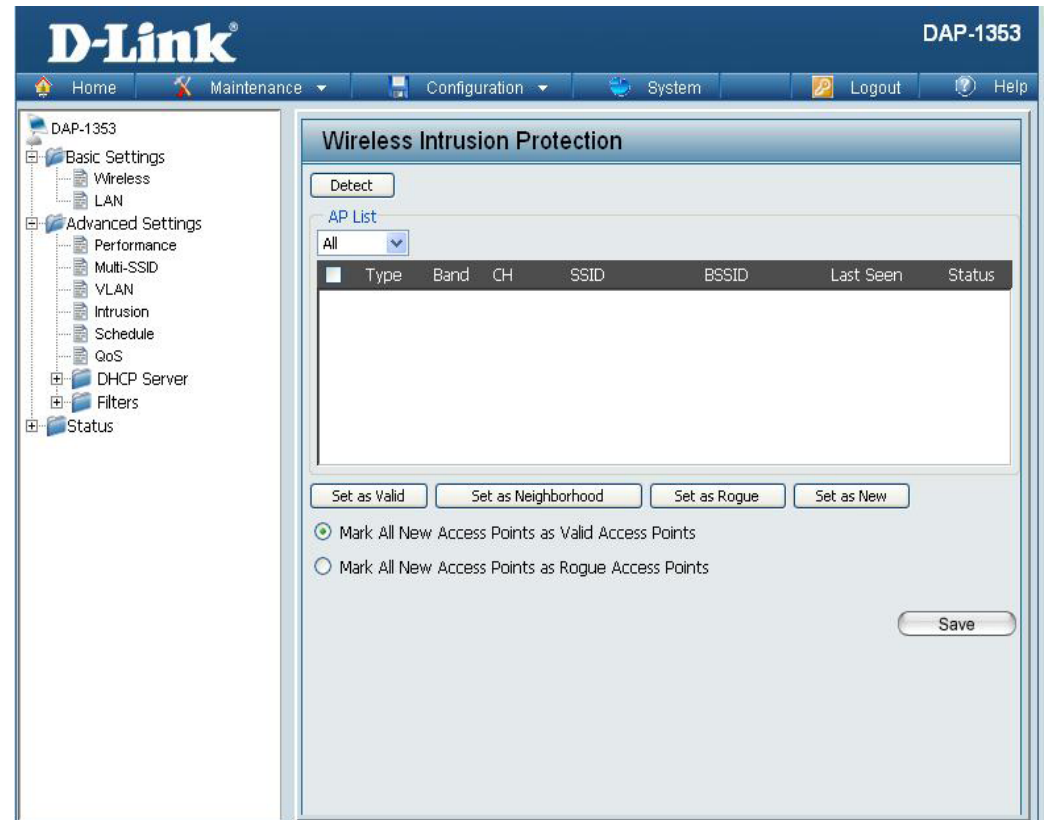 D-Link®
DAP-1353
Home Maintenance Configuration System Logout Help
DAP-1353
Basic Settings
Wireless
LAN
Advanced Settings
Performance
Multi-SSID
VLAN
Intrusion
Schedule
QoS
DHCP Server
Filters
Status
Wireless Intrusion Protection
Detect
AP List
All
Type Band CH SSID BSSID Last Seen Status
Set as Valid Set as Neighborhood Set as Rogue Set as New
Mark All New Access Points as Valid Access Points
Mark All New Access Points as Rogue Access Points
Save